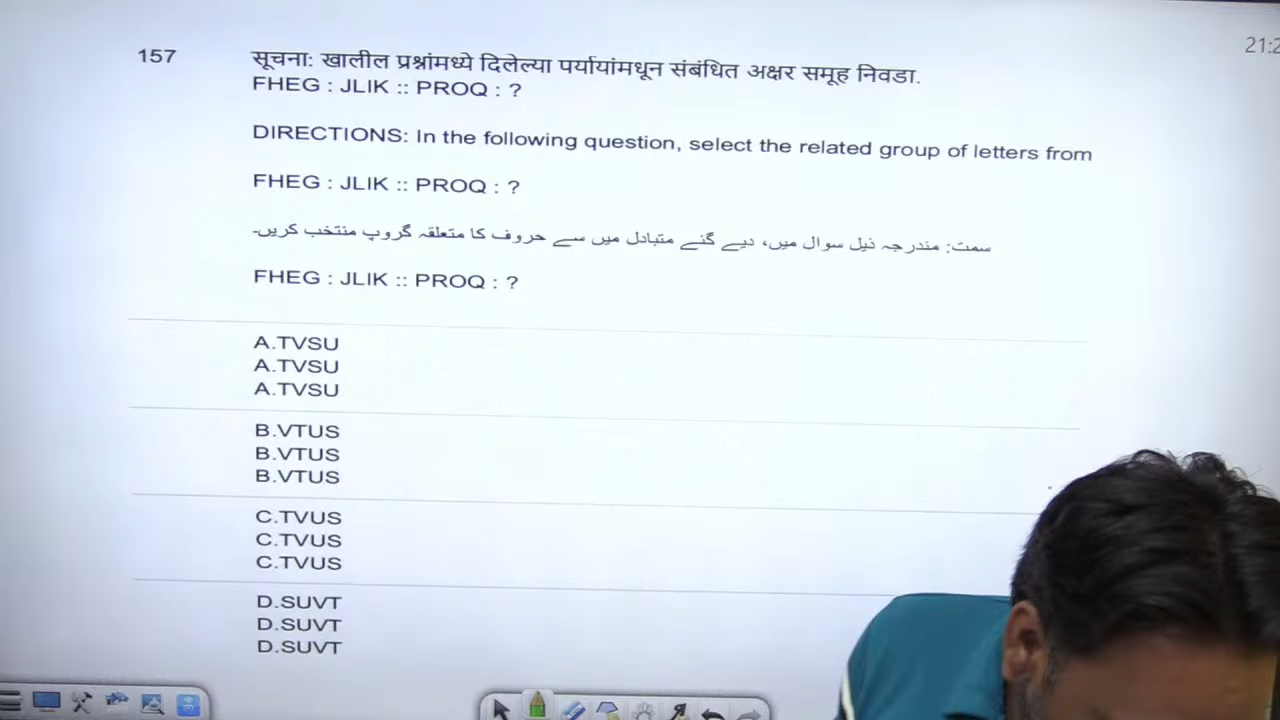 21:2
157 सूचना: खालील प्रश्नांमध्ये दिलेल्या पर्यायांमधून संबंधित अक्षर समूह निवडा.
FHEG : JLIK :: PROQ : ?
DIRECTIONS: In the following question, select the related group of letters from
FHEG : JLIK :: PROQ : ?
سمت: مندرجہ ذیل سوال میں، دیے گئے متبادل میں سے حروف کا متعلقہ گروپ منتخب کریں۔
FHEG : JLIK :: PROQ : ?
A.TVSU
A.TVSU
A.TVSU
B.VTUS
B.VTUS
B.VTUS
C.TVUS
C.TVUS
C.TVUS
D.SUVT
D.SUVT
D.SUVT